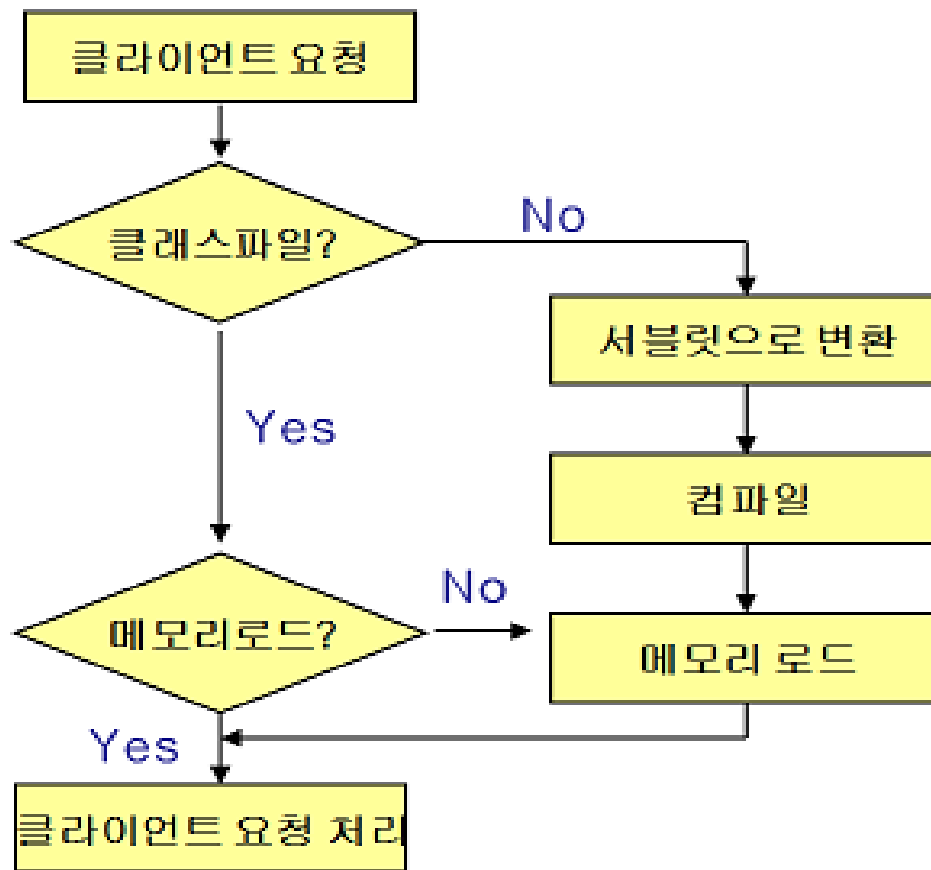 클라이언트 요청
클래스파일?
No
서블릿으로 변환
Yes
컴파일
메모리로드?
No
메모리 로드
Yes
클라이언트 요청 처리